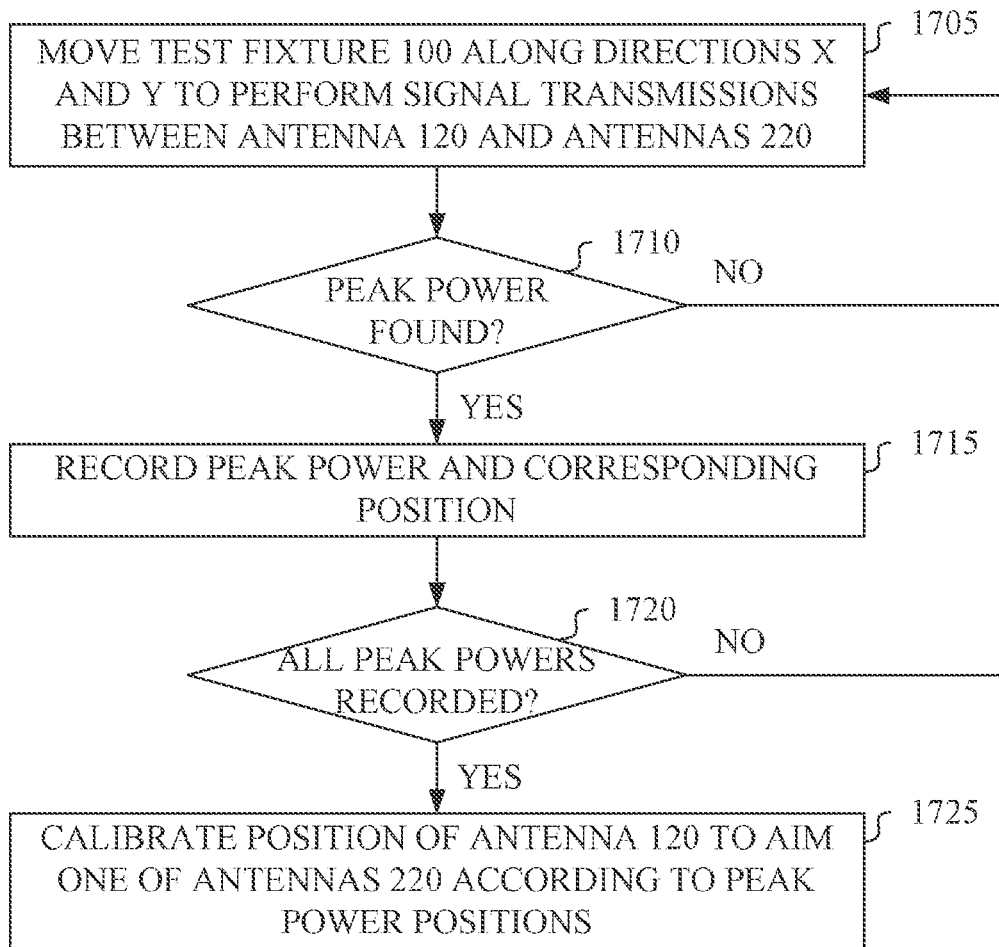 1705
MOVE TEST FIXTURE 100 ALONG DIRECTIONS X
AND Y TO PERFORM SIGNAL TRANSMISSIONS
BETWEEN ANTENNA 120 AND ANTENNAS 220
1710
NO
PEAK POWER
FOUND?
YES
1715
RECORD PEAK POWER AND CORRESPONDING
POSITION
1720
NO
ALL PEAK POWERS
RECORDED?
YES
1725
CALIBRATE POSITION OF ANTENNA 120 TO AIM
ONE OF ANTENNAS 220 ACCORDING TO PEAK
POWER POSITIONS